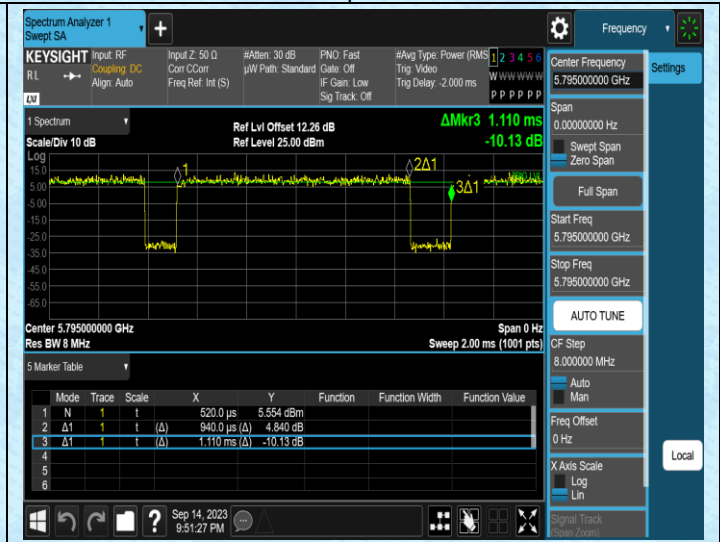 Spectrum Analyzer 1
Swept SA
Frequency
KEYSIGHT
RL
LXI
Input: RF
Coupling: DC
Align: Auto
Input Z: 50 Ω
Corr CCorr
Freq Ref: Int (S)
#Atten: 30 dB
µW Path: Standard
PNO: Fast
Gate: Off
IF Gain: Low
Sig Track: Off
#Avg Type: Power (RMS
Trig: Video
Trig Delay: -2.000 ms
1 2 3 4 5 6
W W W W W W
P P P P P P
1 Spectrum
Scale/Div 10 dB
Ref Lvl Offset 12.26 dB
Ref Level 25.00 dBm
ΔMkr3 1.110 ms
-10.13 dB
Log
15.0
5.00
-5.00
-15.0
-25.0
-35.0
-45.0
-55.0
-65.0
1
2Δ1
3Δ1
Center 5.795000000 GHz
Res BW 8 MHz
Span 0 Hz
Sweep 2.00 ms (1001 pts)
5 Marker Table
Mode Trace Scale X Y Function Function Width Function Value
1 N 1 t 520.0 µs 5.554 dBm
2 Δ1 1 t (Δ) 940.0 µs (Δ) 4.840 dB
3 Δ1 1 t (Δ) 1.110 ms (Δ) -10.13 dB
4
5
6
Sep 14, 2023
9:51:27 PM
?
Center Frequency
5.795000000 GHz
Span
0.00000000 Hz
Swept Span
Zero Span
Full Span
Start Freq
5.795000000 GHz
Stop Freq
5.795000000 GHz
AUTO TUNE
CF Step
8.000000 MHz
Auto
Man
Freq Offset
0 Hz
X Axis Scale
Log
Lin
Signal Track
(Span Zoom)
Settings
Local